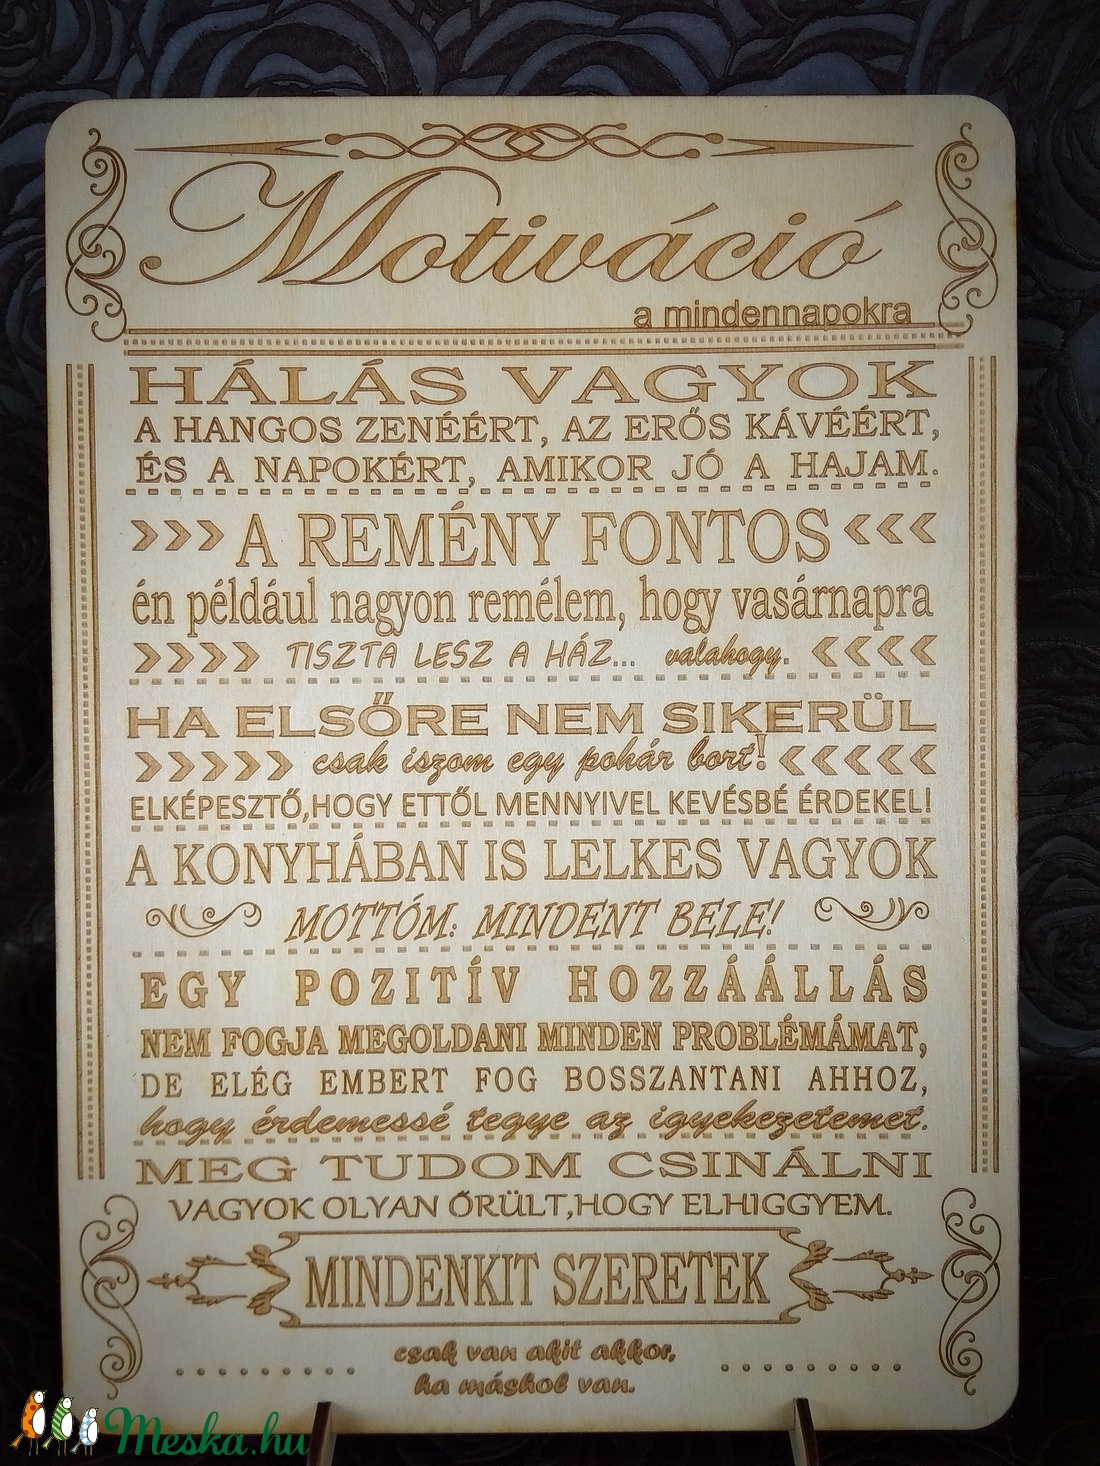 Motiváció
a mindennapokra
HÁLÁS VAGYOK
A HANGOS ZENÉÉRT, AZ ERŐS KÁVÉÉRT,
ÉS A NAPOKÉRT, AMIKOR JÓ A HAJAM.
>>> A REMÉNY FONTOS <<<
én például nagyon remélem, hogy vasárnapra
>>>> TISZTA LESZ A HÁZ... valahogy. <<<<
HA ELSŐRE NEM SIKERÜL
>>>>> csak iszom egy pohár bort! <<<<<
ELKÉPESZTŐ,HOGY ETTŐL MENNYIVEL KEVÉSBÉ ÉRDEKEL!
A KONYHÁBAN IS LELKES VAGYOK
MOTTÓM: MINDENT BELE!
EGY POZITÍV HOZZÁÁLLÁS
NEM FOGJA MEGOLDANI MINDEN PROBLÉMÁMAT,
DE ELÉG EMBERT FOG BOSSZANTANI AHHOZ,
hogy érdemessé tegye az igyekezetemet.
MEG TUDOM CSINÁLNI
VAGYOK OLYAN ŐRÜLT,HOGY ELHIGGYEM.
MINDENKIT SZERETEK
csak van akit akkor,
ha máshol van.
Meska.hu